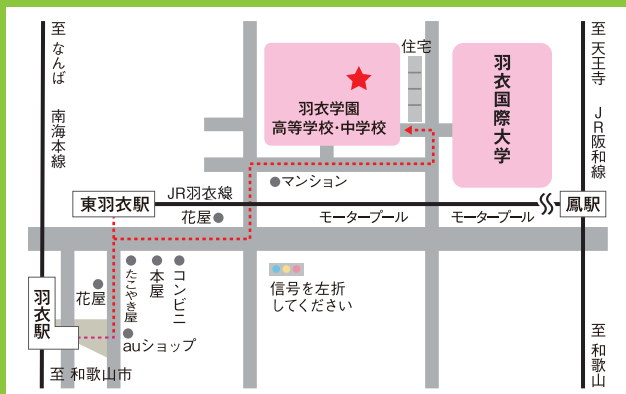 至 なんば
南海本線
住宅
羽衣学園
高等学校・中学校
羽衣国際大学
至 天王寺
JR阪和線
マンション
JR羽衣線
東羽衣駅
花屋
モータープール
モータープール
鳳駅
羽衣駅
花屋
たこやき屋
本屋
コンビニ
信号を左折
してください
auショップ
至 和歌山市
至 和歌山